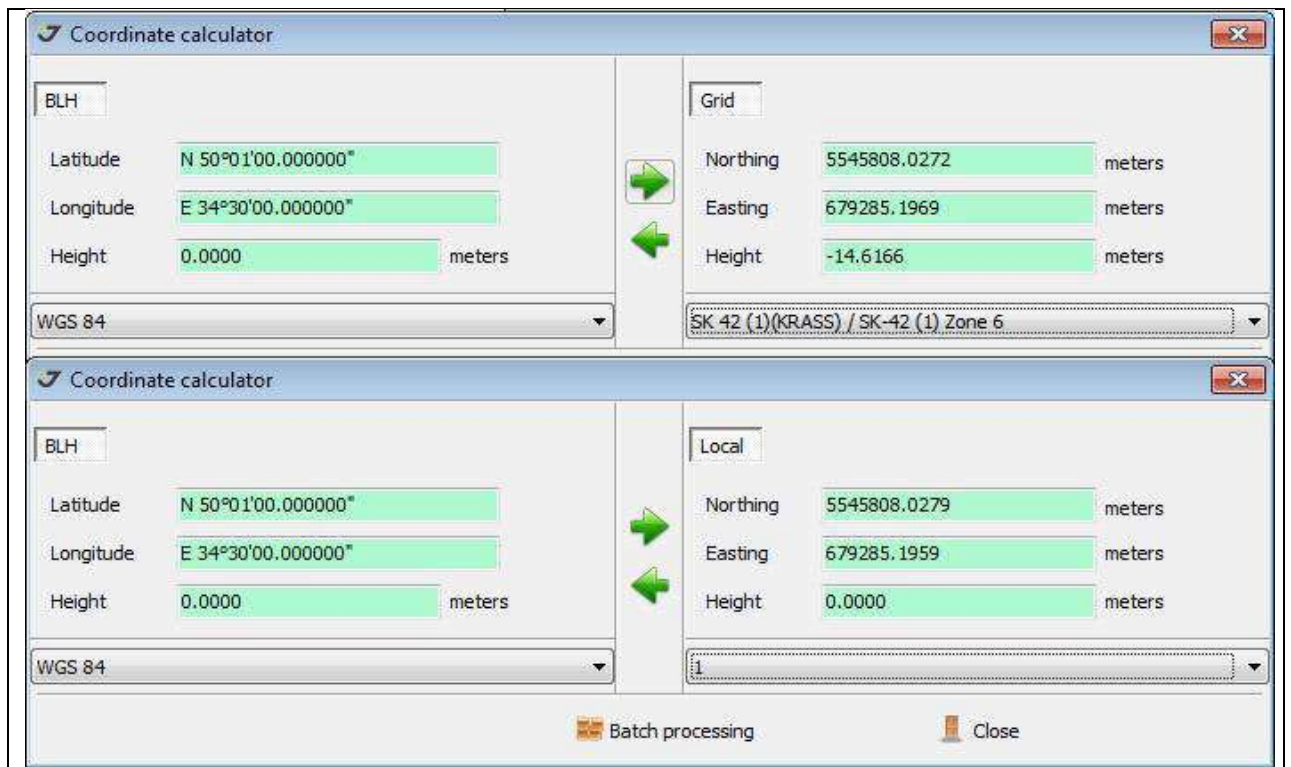 Coordinate calculator
BLH Grid
Latitude N 50°01'00.000000" Northing 5545808.0272 meters
Longitude E 34°30'00.000000" Easting 679285.1969 meters
Height 0.0000 meters Height -14.6166 meters
WGS 84 SK 42 (1)(KRASS) / SK-42 (1) Zone 6
Coordinate calculator
BLH Local
Latitude N 50°01'00.000000" Northing 5545808.0279 meters
Longitude E 34°30'00.000000" Easting 679285.1959 meters
Height 0.0000 meters Height 0.0000 meters
WGS 84 1
Batch processing Close